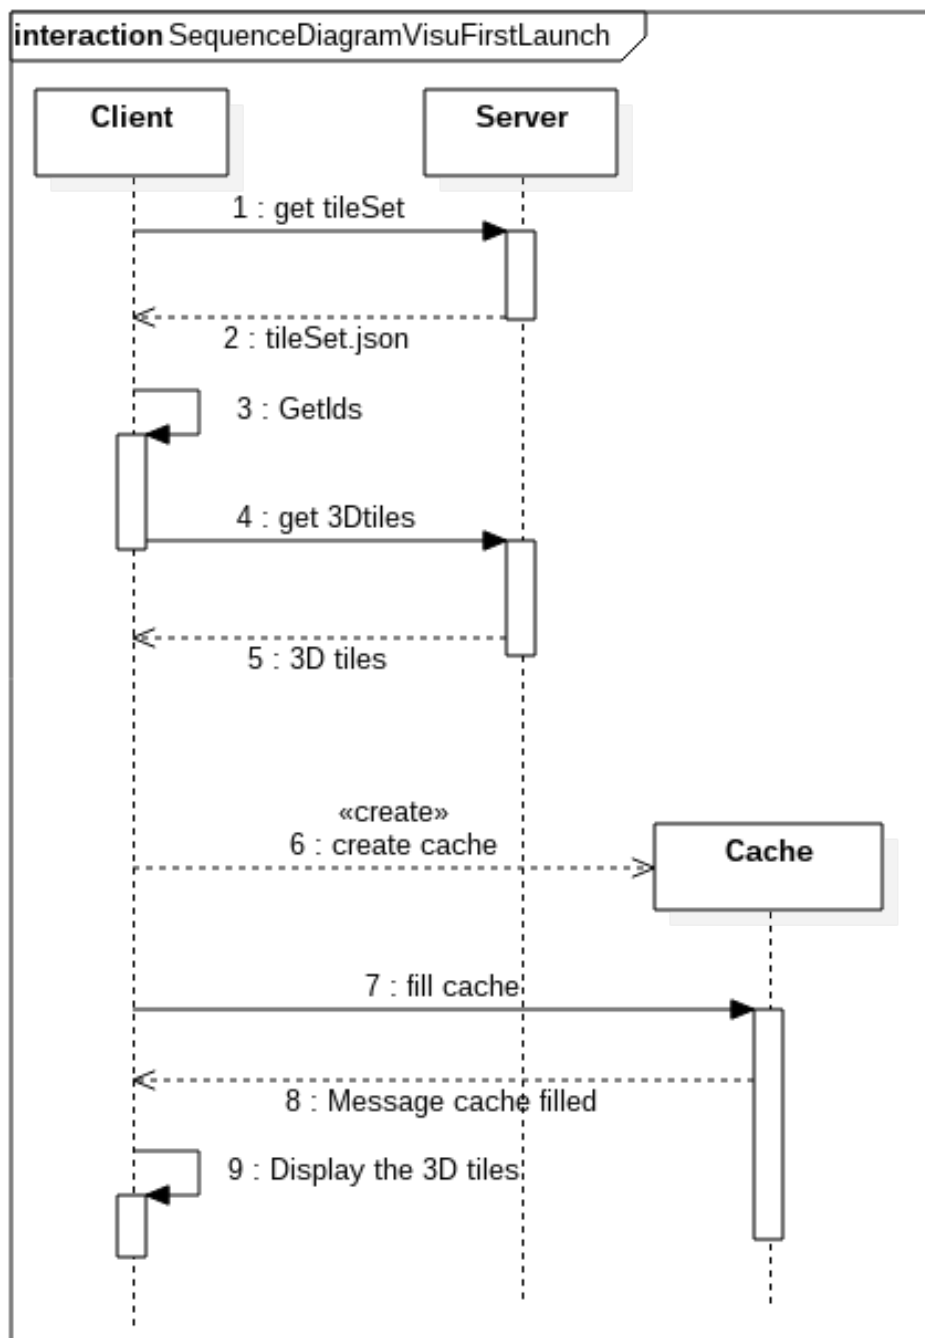 interaction SequenceDiagramVisuFirstLaunch
Client
Server
1 : get tileSet
2 : tileSet.json
3 : GetIds
4 : get 3Dtiles
5 : 3D tiles
«create»
6 : create cache
Cache
7 : fill cache
8 : Message cache filled
9 : Display the 3D tiles